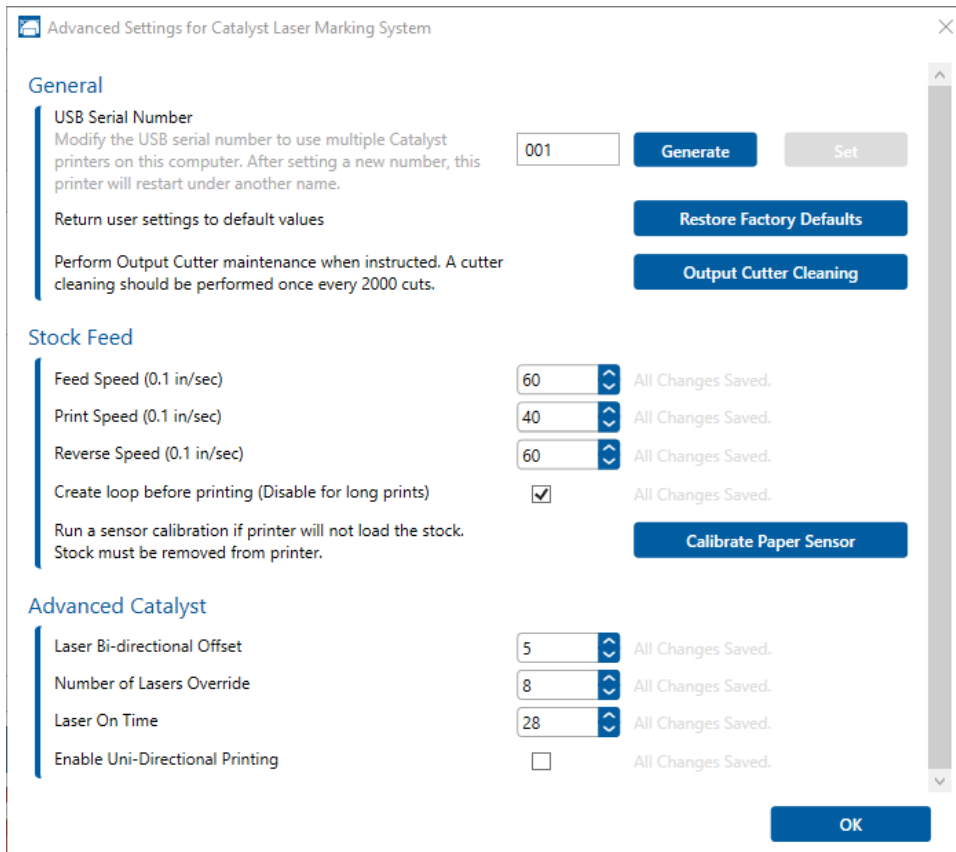 Advanced Settings for Catalyst Laser Marking System
General
USB Serial Number
Modify the USB serial number to use multiple Catalyst
printers on this computer. After setting a new number, this
printer will restart under another name.
001
Generate
Set
Return user settings to default values
Restore Factory Defaults
Perform Output Cutter maintenance when instructed. A cutter
cleaning should be performed once every 2000 cuts.
Output Cutter Cleaning
Stock Feed
Feed Speed (0.1 in/sec)
60
All Changes Saved.
Print Speed (0.1 in/sec)
40
All Changes Saved.
Reverse Speed (0.1 in/sec)
60
All Changes Saved.
Create loop before printing (Disable for long prints)
All Changes Saved.
Run a sensor calibration if printer will not load the stock.
Stock must be removed from printer.
Calibrate Paper Sensor
Advanced Catalyst
Laser Bi-directional Offset
5
All Changes Saved.
Number of Lasers Override
8
All Changes Saved.
Laser On Time
28
All Changes Saved.
Enable Uni-Directional Printing
All Changes Saved.
OK